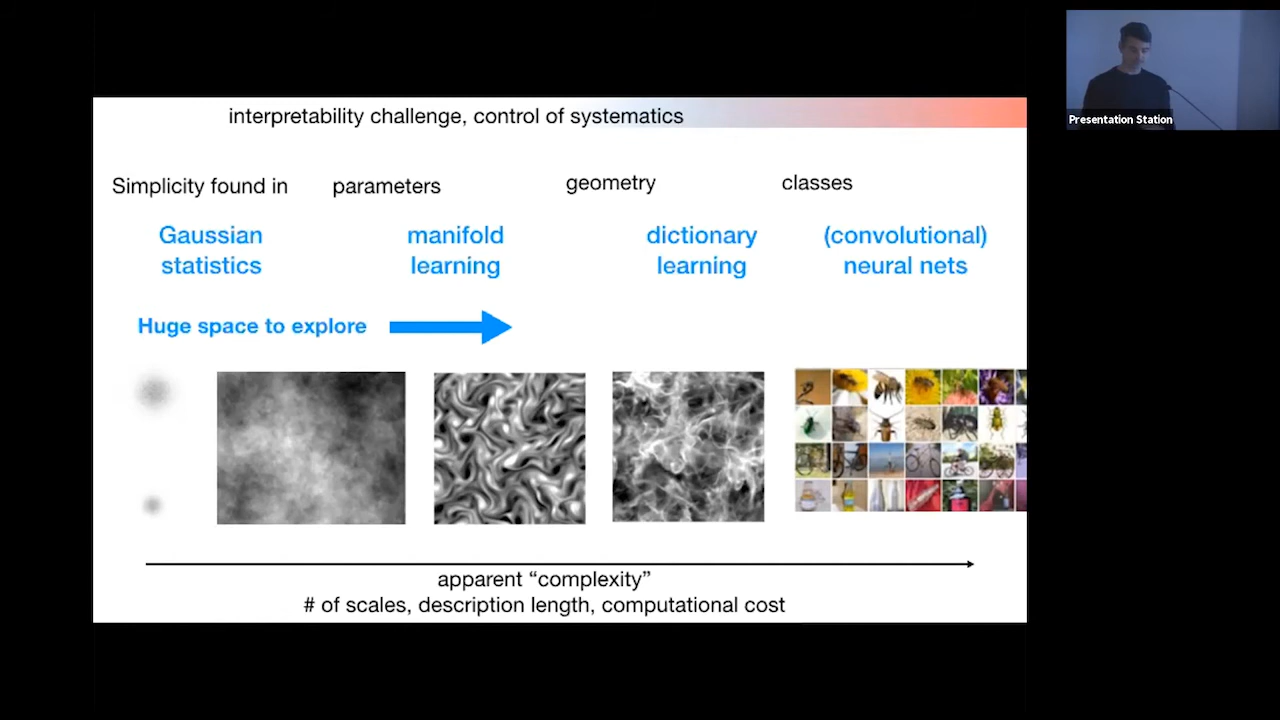 interpretability challenge, control of systematics
Simplicity found in parameters geometry classes
Gaussian statistics
manifold learning
dictionary learning
(convolutional) neural nets
Huge space to explore
apparent “complexity”
# of scales, description length, computational cost
Presentation Station